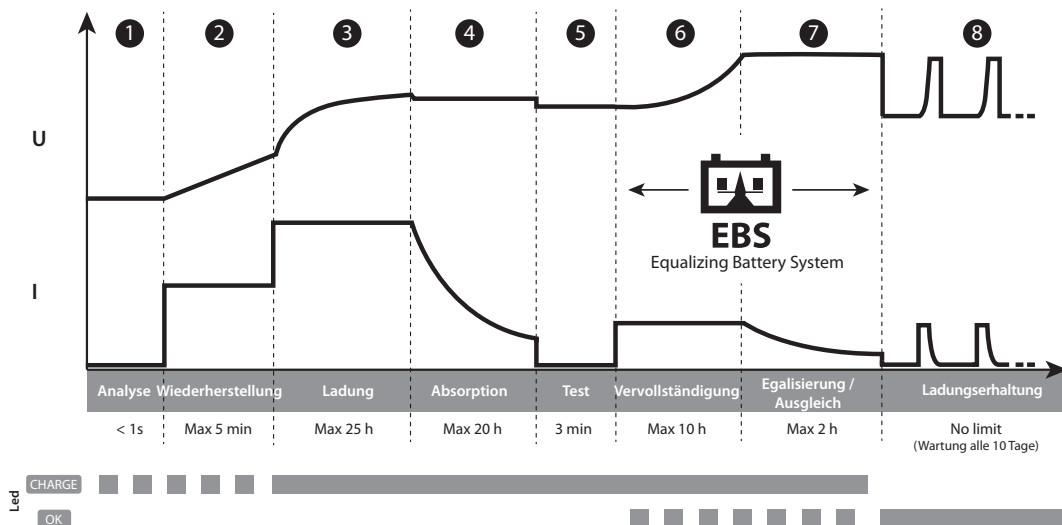 1 2 3 4 5 6 7 8
U
EBS
Equalizing Battery System
I
Analyse Wiederherstellung Ladung Absorption Test Vervollständigung Egalisierung / Ausgleich Ladungserhaltung
< 1s Max 5 min Max 25 h Max 20 h 3 min Max 10 h Max 2 h No limit
(Wartung alle 10 Tage)
Led
CHARGE
OK